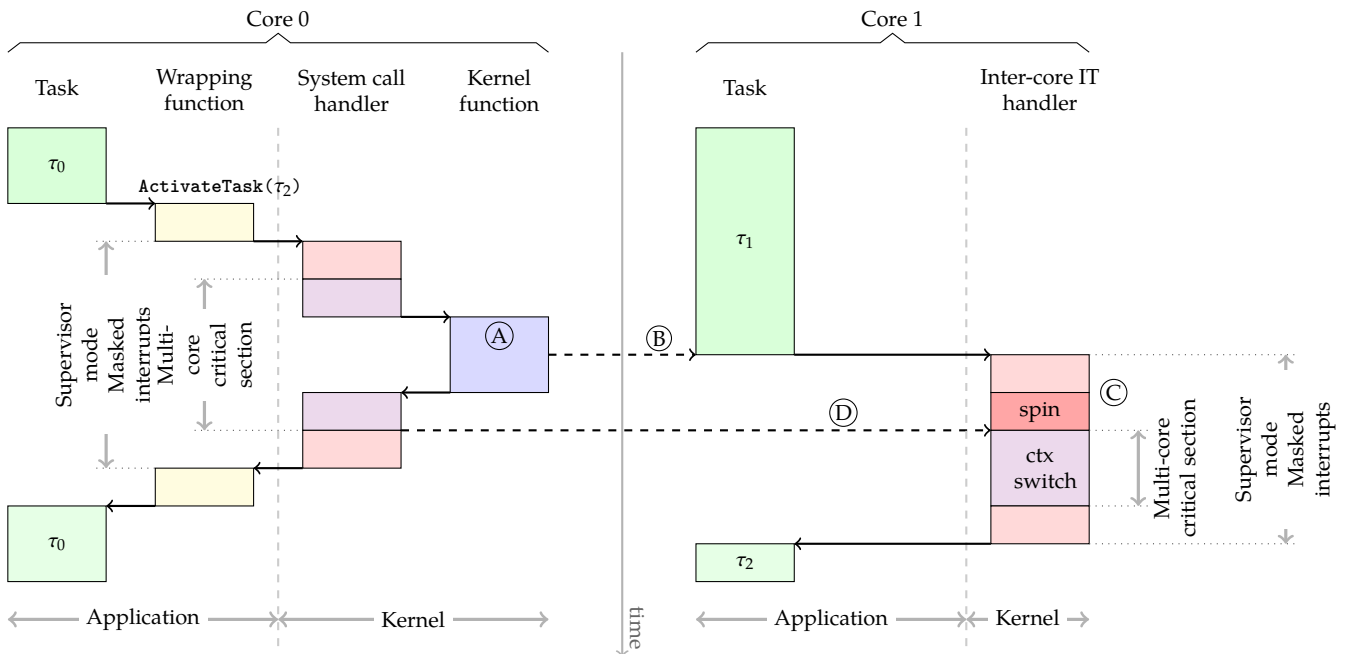 Core 0
Core 1
Task
Wrapping
function
System call
handler
Kernel
function
Task
Inter-core IT
handler
τ0
ActivateTask(τ2)
τ1
A
B
Supervisor
mode
Masked
interrupts
Multi-
core
critical
section
C
spin
D
ctx
switch
Multi-core
critical section
Supervisor
mode
Masked
interrupts
τ0
τ2
Application
Kernel
time
Application
Kernel